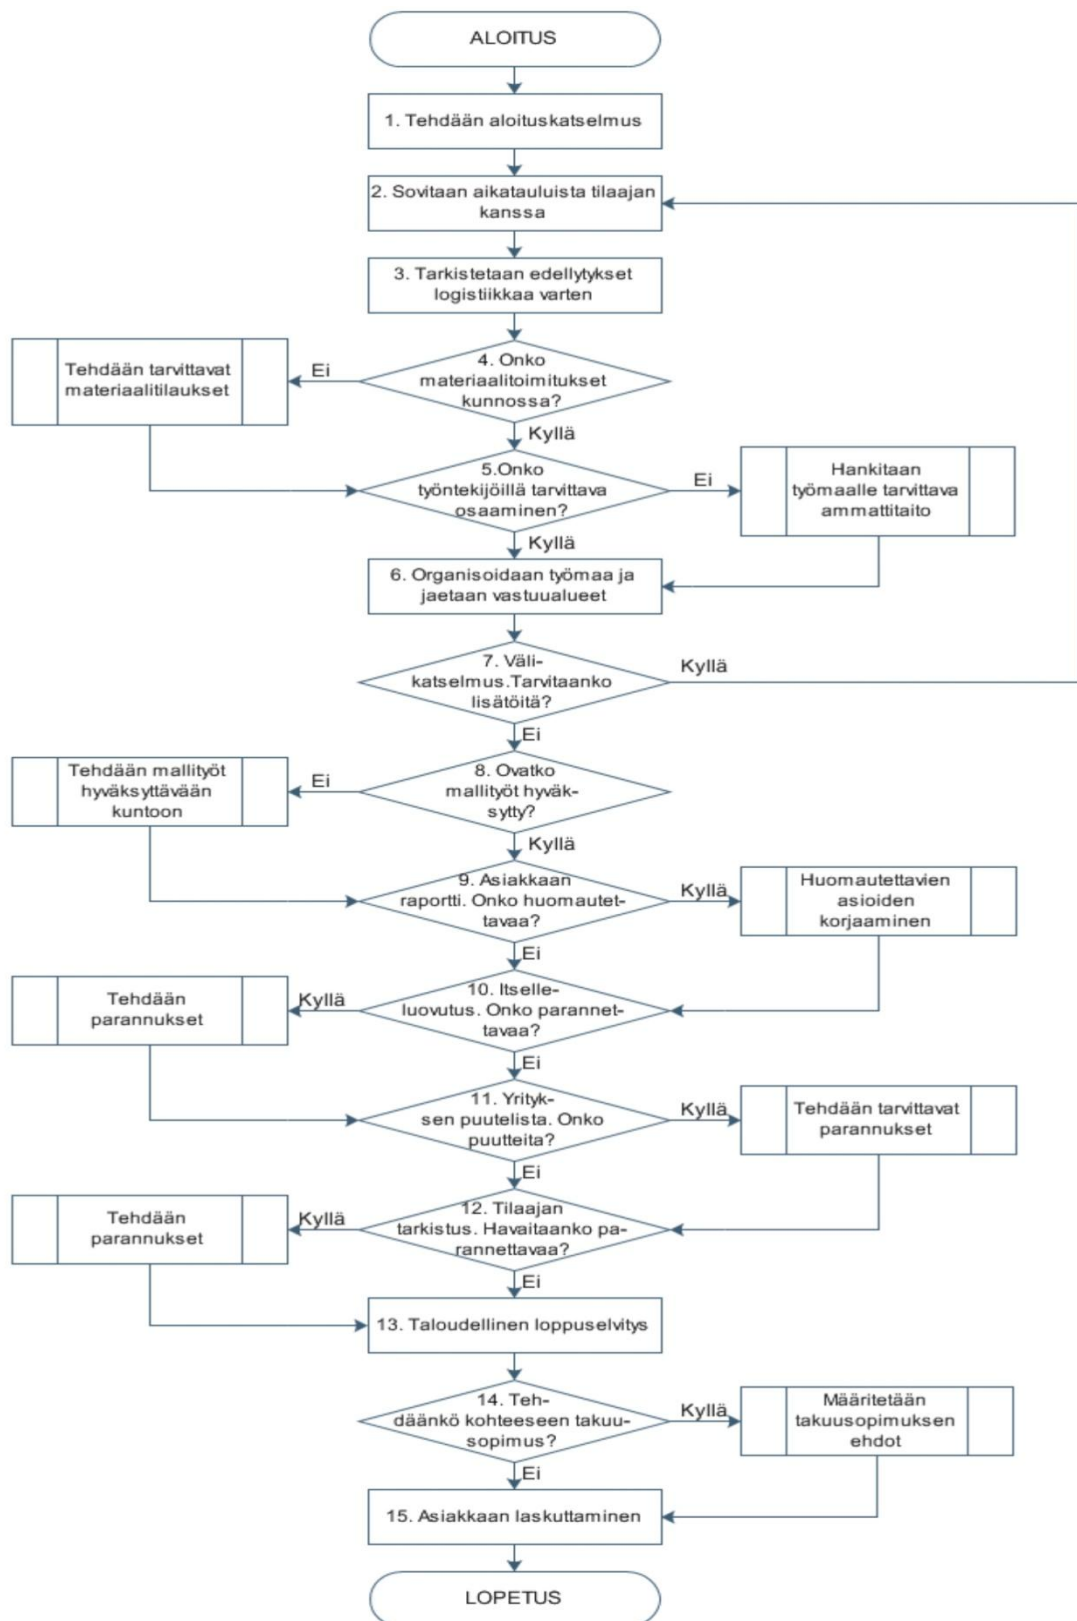 ALOITUS
1. Tehdään aloituskatselmus
2. Sovitaan aikatauluista tilaajan
kanssa
3. Tarkistetaan edellytykset
logistiikkaa varten
Tehdään tarvittavat
materiaalitilaukset
Ei
4. Onko
materiaalitoimitukset
kunnossa?
Kyllä
5.Onko
työntekijöillä tarvittava
osaaminen?
Ei
Hankitaan
työmaalle tarvittava
ammattitaito
Kyllä
6. Organisoidaan työmaa ja
jaetaan vastuualueet
7. Väli-
katselmus.Tarvitaanko
lisätöitä?
Kyllä
Ei
Tehdään mallityöt
hyväksyttävään
kuntoon
Ei
8. Ovatko
mallityöt hyväk-
sytty?
Kyllä
9. Asiakkaan
raportti. Onko huomautet-
tavaa?
Kyllä
Huomautettavien
asioiden
korjaaminen
Ei
Tehdään
parannukset
Kyllä
10. Itselle-
luovutus. Onko parannet-
tavaa?
Ei
11. Yrityk-
sen puutelista. Onko
puutteita?
Kyllä
Tehdään tarvittavat
parannukset
Ei
Tehdään
parannukset
Kyllä
12. Tilaajan
tarkistus. Havaitaanko pa-
rannettavaa?
Ei
13. Taloudellinen loppuselvitys
14. Teh-
däänkö kohteeseen takuu-
sopimus?
Kyllä
Määritetään
takuusopimuksen
ehdot
Ei
15. Asiakkaan laskuttaminen
LOPETUS